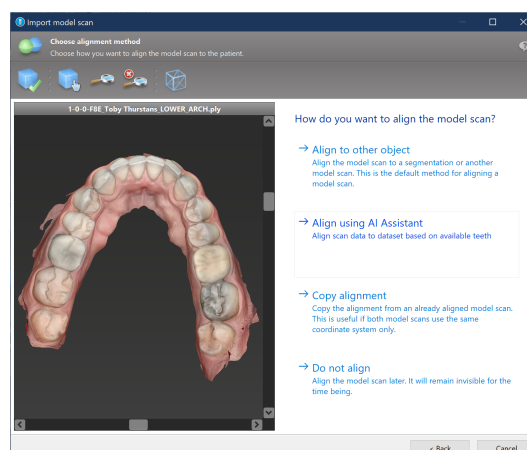 Import model scan
Choose alignment method
Choose how you want to align the model scan to the patient.
1-0-0-F8E_Toby Thurstans_LOWER_ARCH.ply
How do you want to align the model scan?
→ Align to other object
Align the model scan to a segmentation or another
model scan. This is the default method for aligning a
model scan.
→ Align using AI Assistant
Align scan data to dataset based on available teeth
→ Copy alignment
Copy the alignment from an already aligned model scan.
This is useful if both model scans use the same
coordinate system only.
→ Do not align
Align the model scan later. It will remain invisible for the
time being.
< Back
Cancel